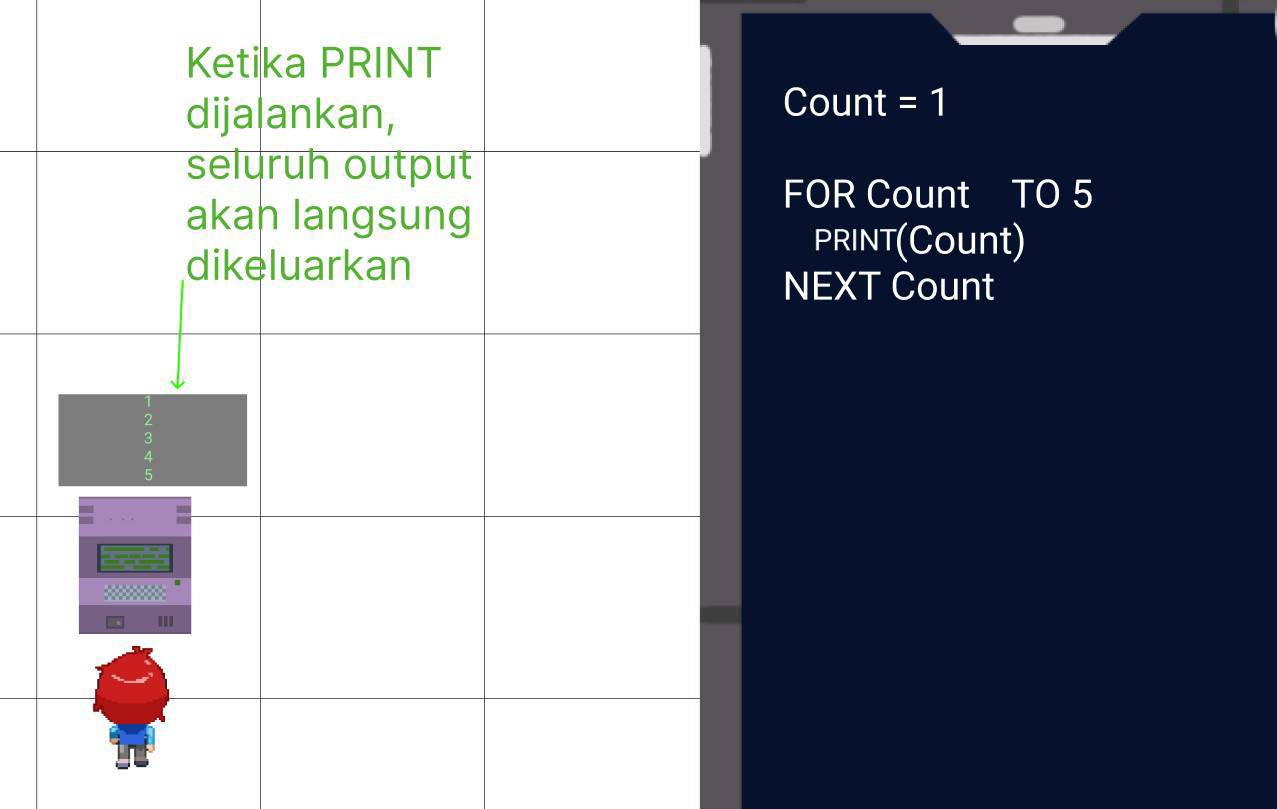 Ketika PRINT
dijalankan,
seluruh output
akan langsung
dikeluarkan
1
2
3
4
5
Count = 1
FOR Count TO 5
PRINT(Count)
NEXT Count